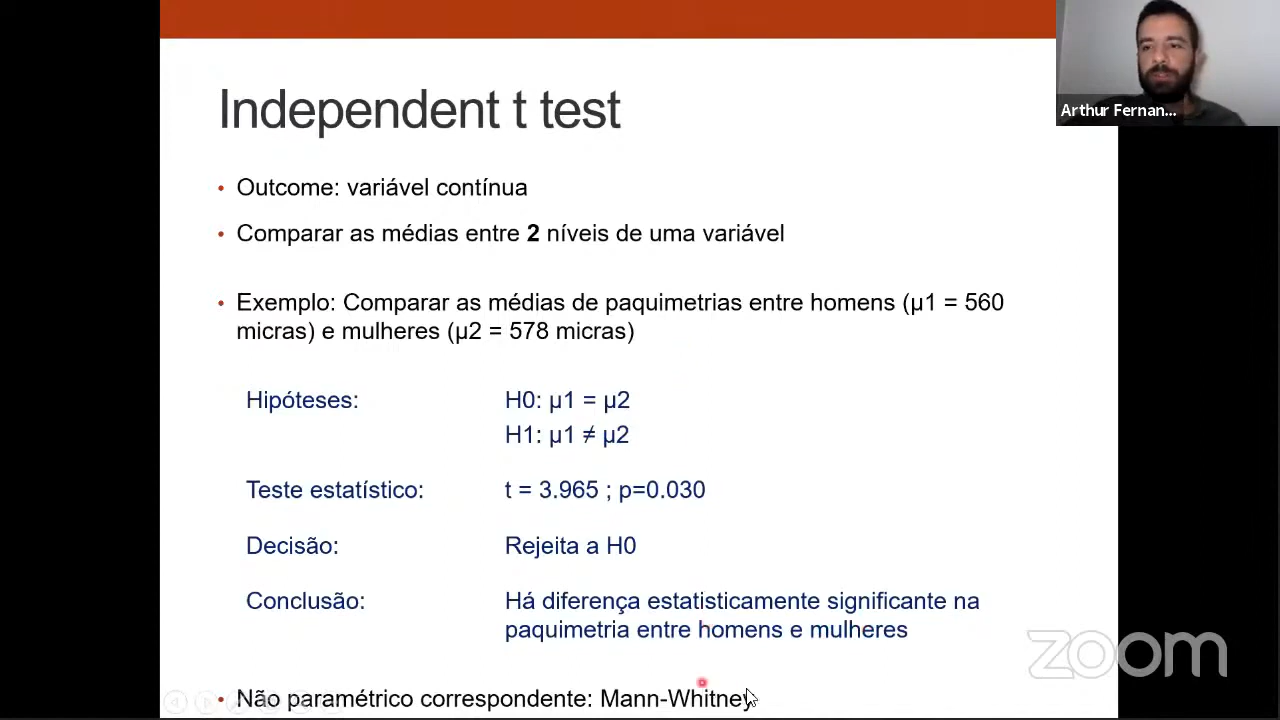 Arthur Fernan...
Independent t test
• Outcome: variável contínua
• Comparar as médias entre 2 níveis de uma variável
• Exemplo: Comparar as médias de paquimetrias entre homens (µ1 = 560
micras) e mulheres (µ2 = 578 micras)
Hipóteses: H0: µ1 = µ2
H1: µ1 ≠ µ2
Teste estatístico: t = 3.965 ; p=0.030
Decisão: Rejeita a H0
Conclusão: Há diferença estatisticamente significante na
paquimetria entre homens e mulheres
zoom
• Não paramétrico correspondente: Mann-Whitney